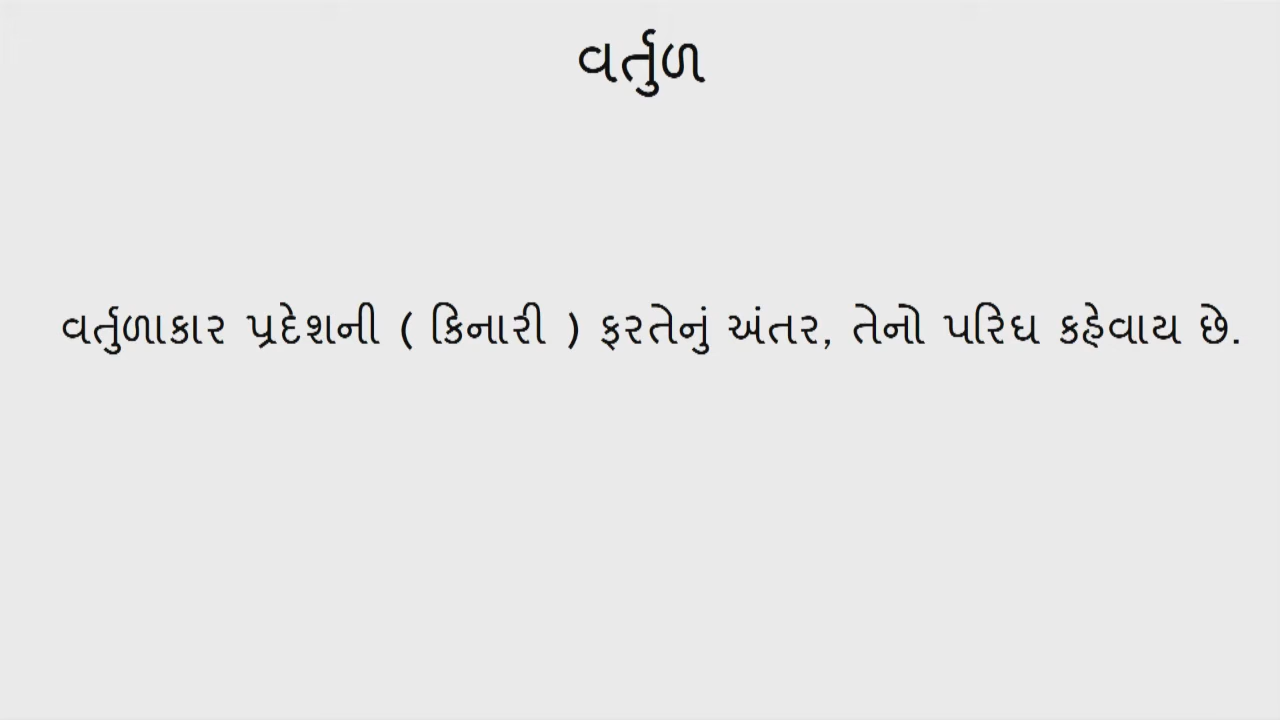 વર્તુળ
વર્તુળાકાર પ્રદેશની ( કિનારી ) ફરતેનું અંતર, તેનો પરિઘ કહેવાય છે.